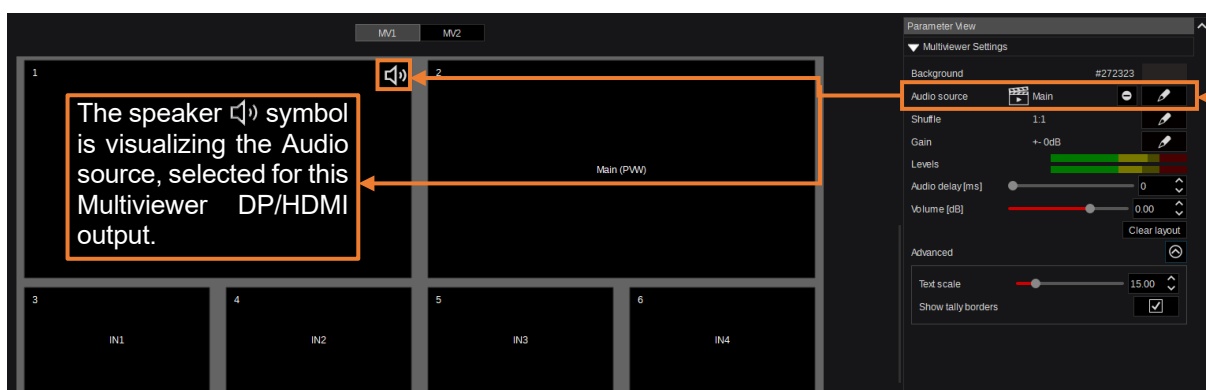 MV1 MV2
1
2
The speaker symbol
is visualizing the Audio
source, selected for this
Multiviewer DP/HDMI
output.
Main (PVW)
3
4
5
6
IN1
IN2
IN3
IN4
Parameter View
Multiviewer Settings
Background #272323
Audio source Main
Shuffle 1:1
Gain +- 0dB
Levels
Audio delay [ms] 0
Volume [dB] 0.00
Clear layout
Advanced
Text scale 15.00
Show tally borders